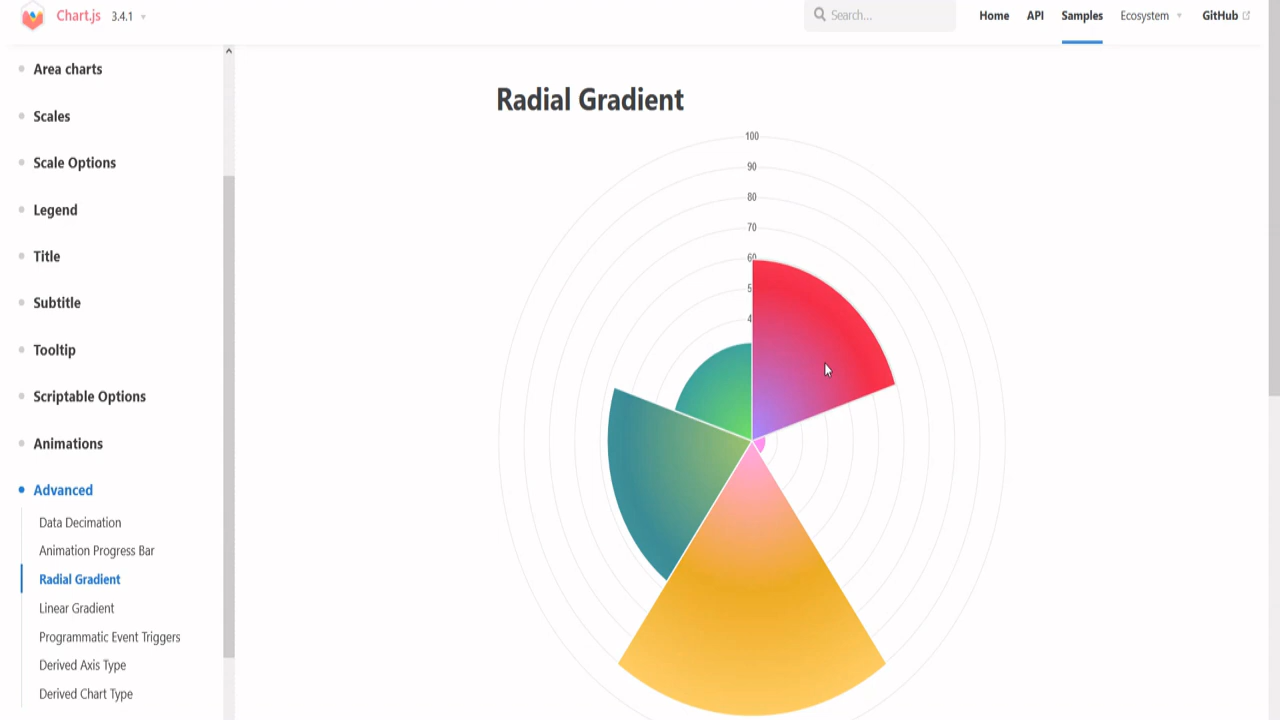 Chart.js 3.4.1
Search...
Home API Samples Ecosystem GitHub
Area charts
Scales
Scale Options
Legend
Title
Subtitle
Tooltip
Scriptable Options
Animations
Advanced
Data Decimation
Animation Progress Bar
Radial Gradient
Linear Gradient
Programmatic Event Triggers
Derived Axis Type
Derived Chart Type
Radial Gradient
100
90
80
70
60
5
4